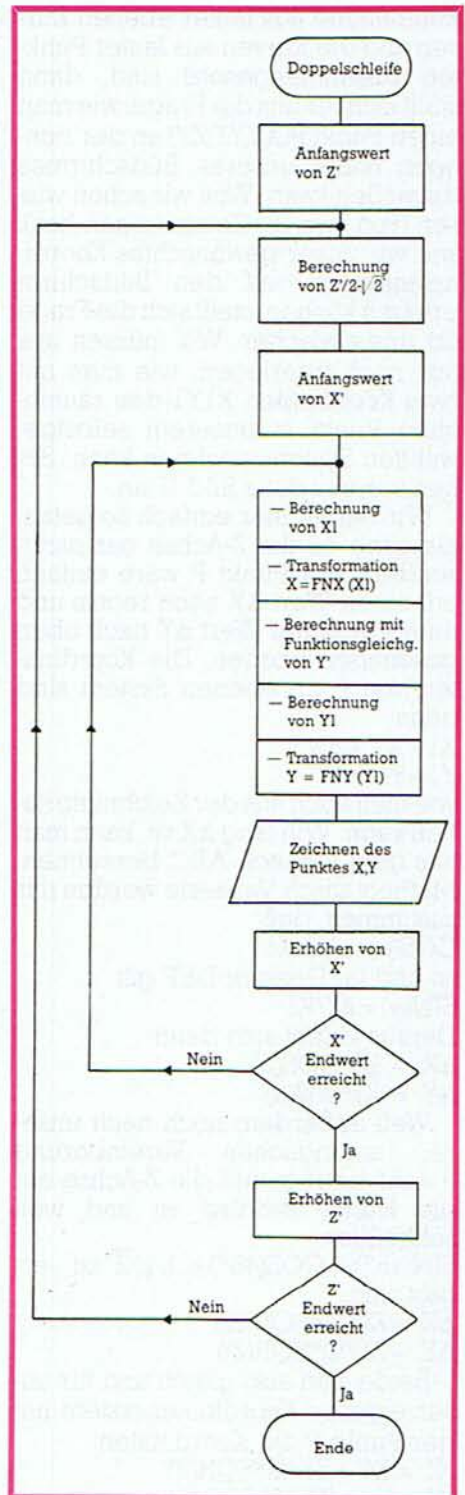 Doppelschleife
Anfangswert
von Z'
Berechnung
von Z'/2·√2
Anfangswert
von X'
— Berechnung
von X1
— Transformation
X=FNX (X1)
— Berechnung mit
Funktionsgleichg.
von Y'
— Berechnung
von Y1
— Transformation
Y = FNY (Y1)
Zeichnen des
Punktes X,Y
Erhöhen von
X'
X'
Endwert
erreicht
?
Nein
Ja
Erhöhen von
Z'
Z'
Endwert
erreicht
?
Nein
Ja
Ende